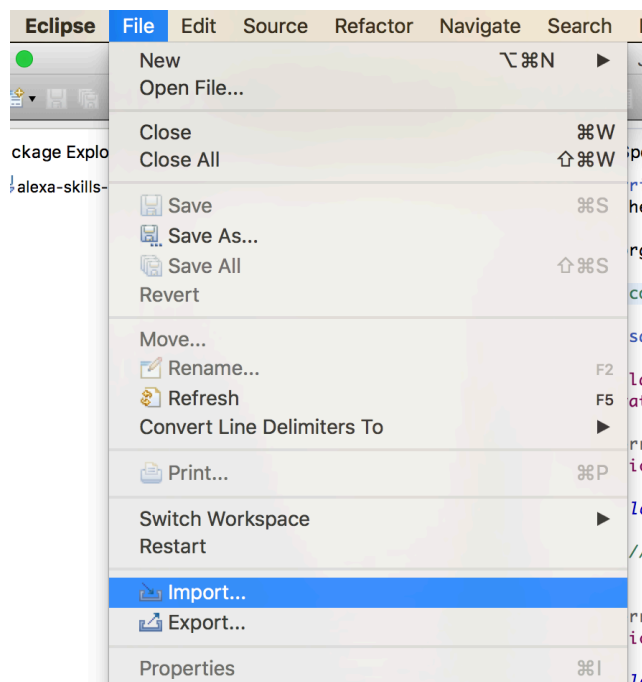 Eclipse File Edit Source Refactor Navigate Search
New ⌥⌘N ▶
Open File...
Close ⌘W
Close All ⇧⌘W
ckage Explo
alexa-skills-
Save ⌘S
Save As...
Save All ⇧⌘S
Revert
Move...
Rename... F2
Refresh F5
Convert Line Delimiters To ▶
Print... ⌘P
Switch Workspace ▶
Restart
Import...
Export...
Properties ⌘I